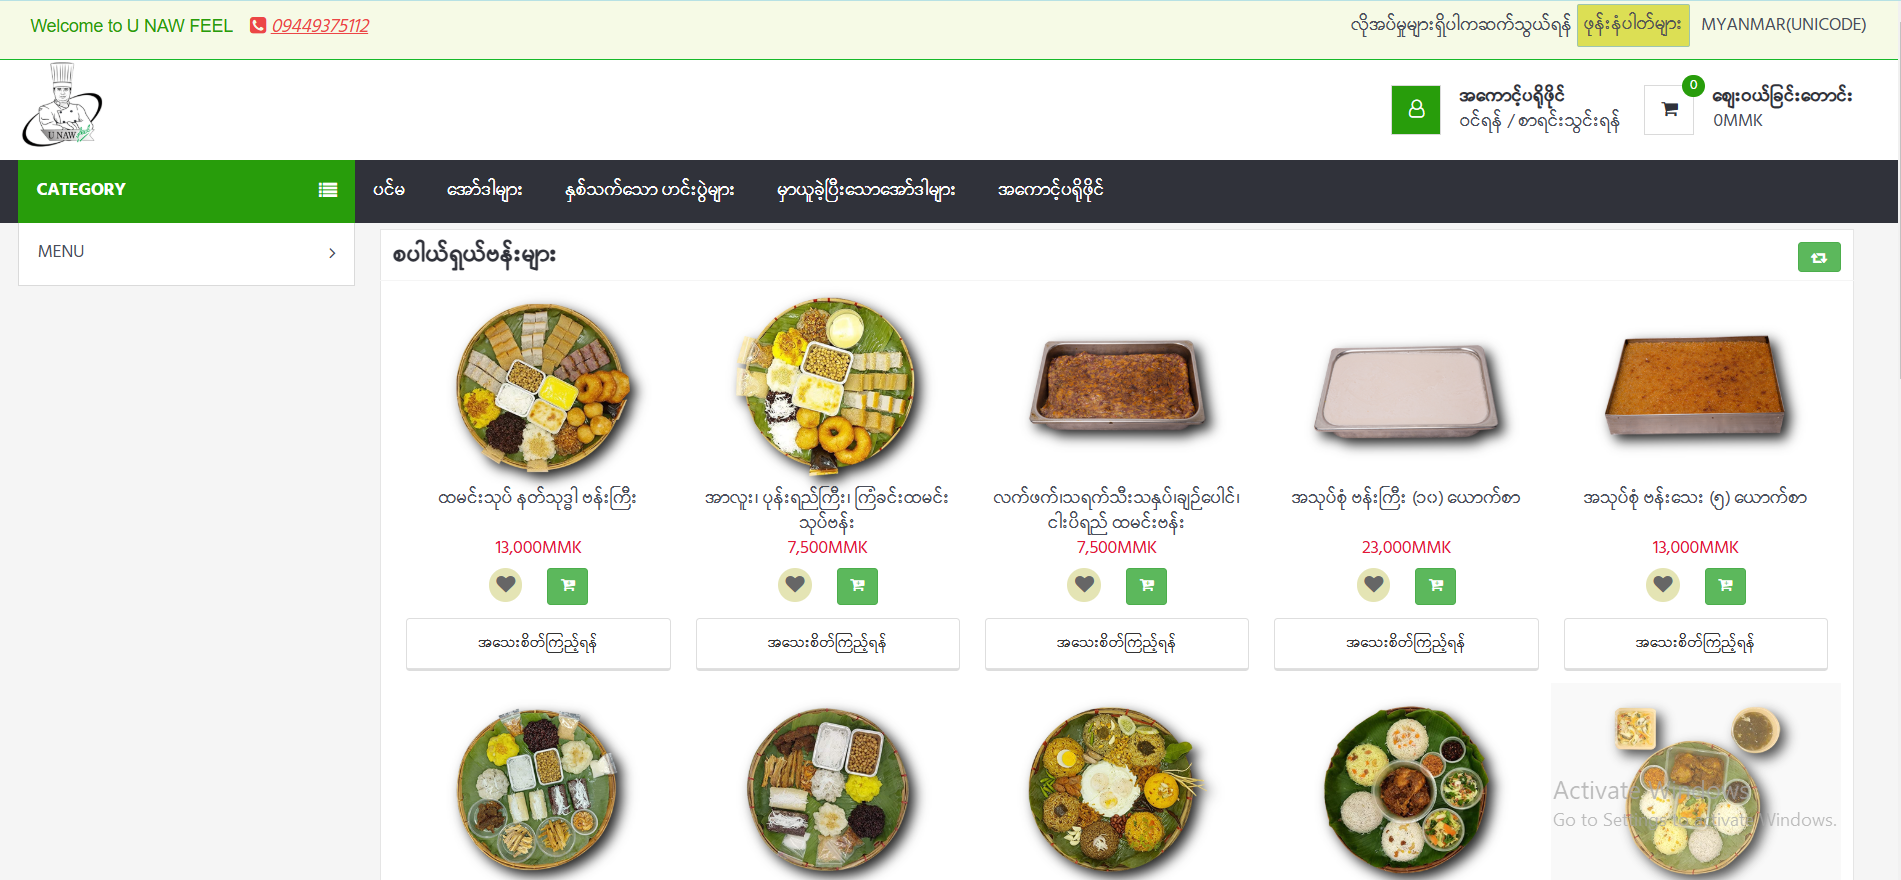 Welcome to U NAW FEEL 09449375112
လိုအပ်မှုများရှိပါကဆက်သွယ်ရန် ဖုန်းနံပါတ်များ MYANMAR(UNICODE)
U NAW feel
အကောင့်ပရိုဖိုင်
ဝင်ရန် / စာရင်းသွင်းရန်
0
ဈေးဝယ်ခြင်းတောင်း
0MMK
CATEGORY
ပင်မ အော်ဒါများ နှစ်သက်သော ဟင်းပွဲများ မှာယူခဲ့ပြီးသောအော်ဒါများ အကောင့်ပရိုဖိုင်
MENU
စပါယ်ရှယ်ဗန်းများ
ထမင်းသုပ် နတ်သုဒ္ဓါ ဗန်းကြီး
13,000MMK
အသေးစိတ်ကြည့်ရန်
အာလူး၊ ပုန်းရည်ကြီး၊ ကြံခင်းထမင်း
သုပ်ဗန်း
7,500MMK
အသေးစိတ်ကြည့်ရန်
လက်ဖက်၊သရက်သီးသနပ်၊ချဉ်ပေါင်၊
ငါးပိရည် ထမင်းဗန်း
7,500MMK
အသေးစိတ်ကြည့်ရန်
အသုပ်စုံ ဗန်းကြီး (၁၀) ယောက်စာ
23,000MMK
အသေးစိတ်ကြည့်ရန်
အသုပ်စုံ ဗန်းသေး (၅) ယောက်စာ
13,000MMK
အသေးစိတ်ကြည့်ရန်
Activate Windows
Go to Settings to activate Windows.